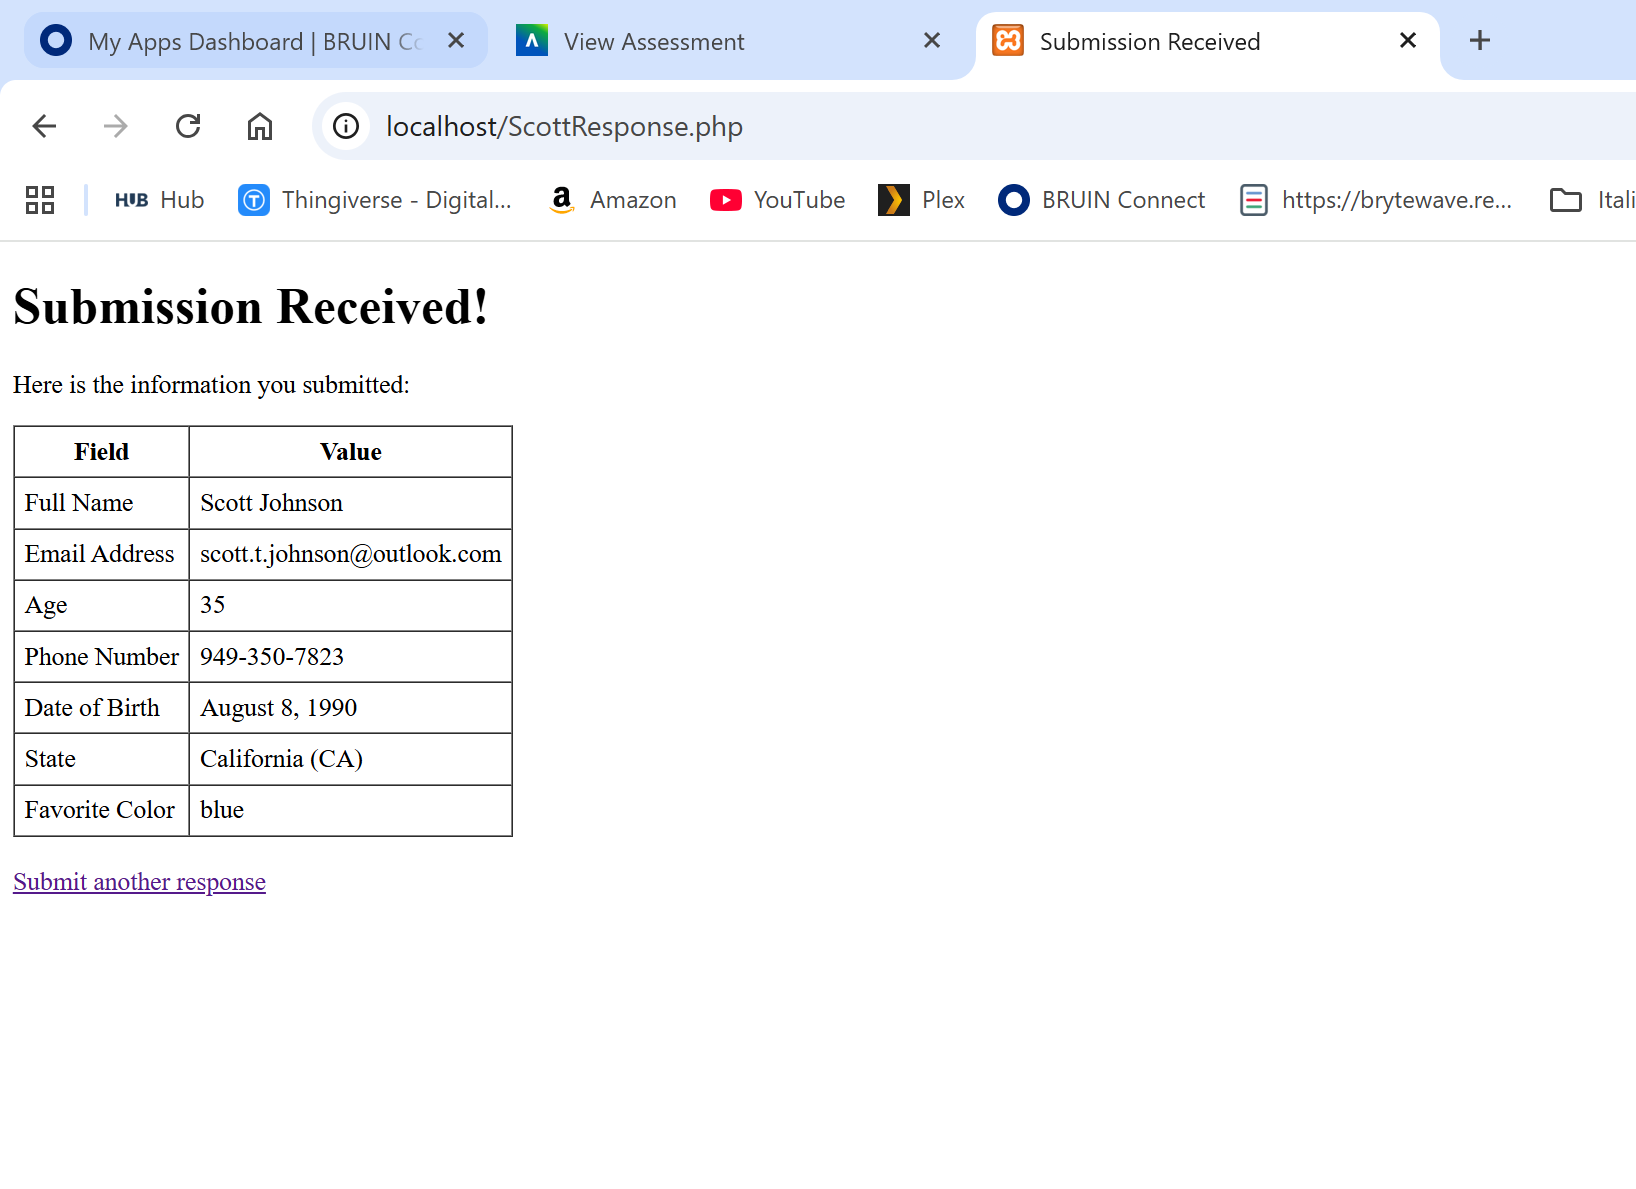 My Apps Dashboard | BRUIN Co
View Assessment
Submission Received
localhost/ScottResponse.php
HUB Hub
Thingiverse - Digital...
Amazon
YouTube
Plex
BRUIN Connect
https://brytewave.re...
Itali
Submission Received!
Here is the information you submitted:
Field Value
Full Name Scott Johnson
Email Address scott.t.johnson@outlook.com
Age 35
Phone Number 949-350-7823
Date of Birth August 8, 1990
State California (CA)
Favorite Color blue
Submit another response